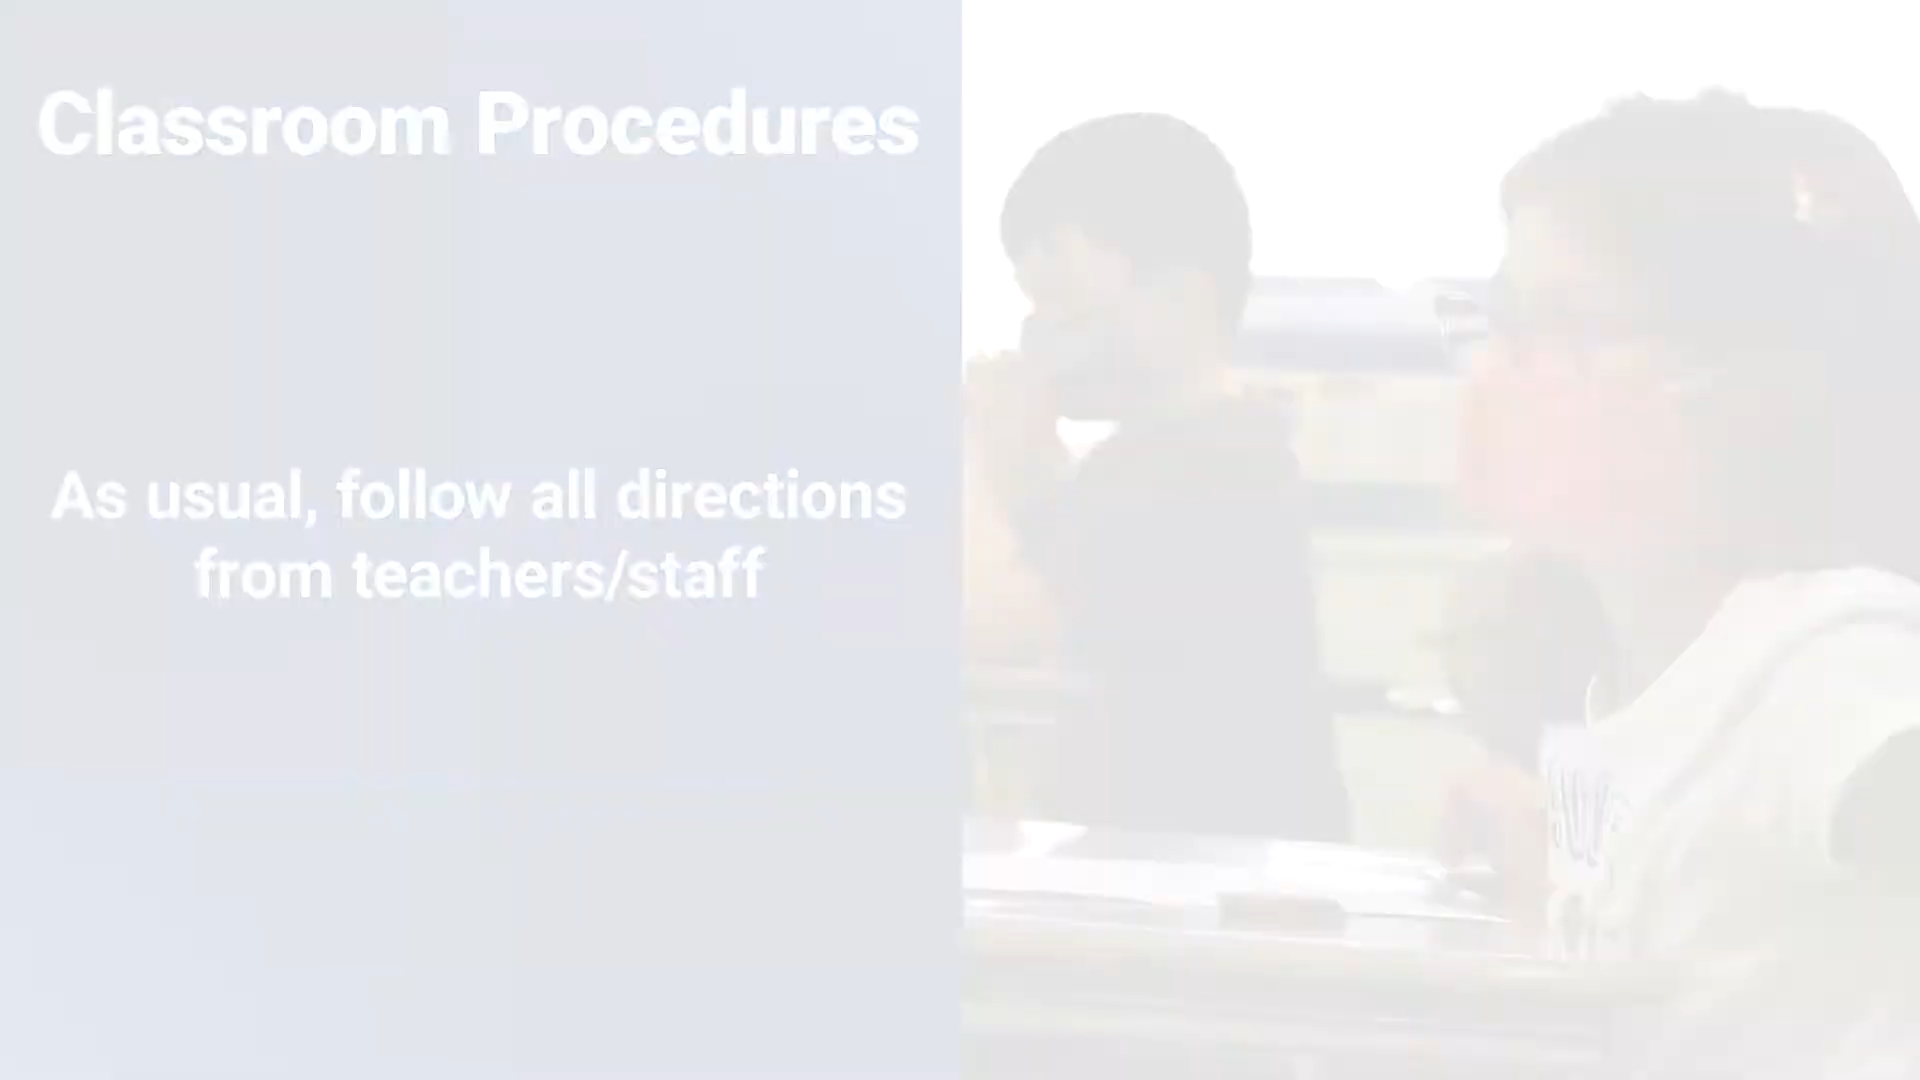 Classroom Procedures
As usual, follow all directions
from teachers/staff